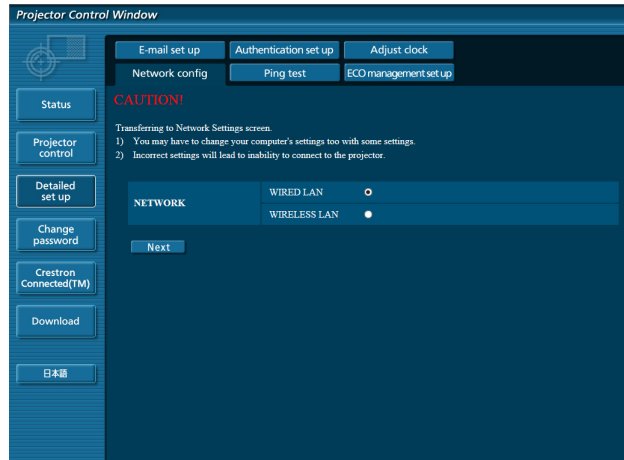 Projector Control Window
E-mail set up
Authentication set up
Adjust clock
Network config
Ping test
ECO management set up
Status
Projector
control
Detailed
set up
Change
password
Crestron
Connected(TM)
Download
日本語
CAUTION!
Transferring to Network Settings screen.
1) You may have to change your computer's settings too with some settings.
2) Incorrect settings will lead to inability to connect to the projector.
NETWORK
WIRED LAN
WIRELESS LAN
Next